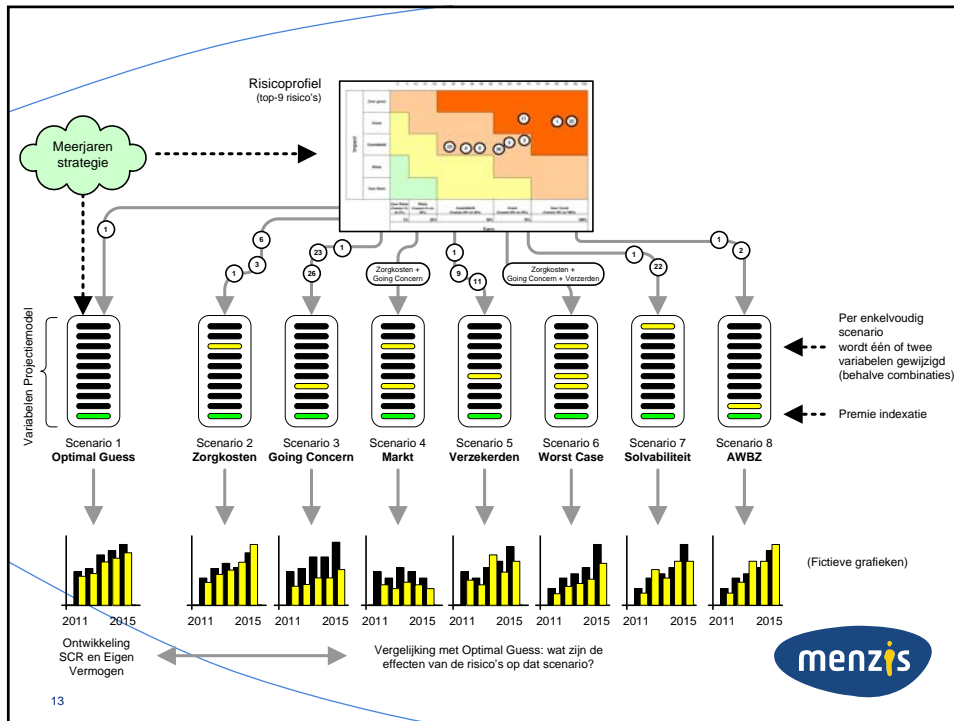 Risicoprofiel
(top-9 risico's)
Meerjaren
strategie
Impact
Kans
1
6
3
1
23
1
26
Zorgkosten +
Going Concern
1
9
11
Zorgkosten +
Going Concern + Verzerden
1
22
1
2
Variabelen Projectiemodel
Per enkelvoudig
scenario
wordt één of twee
variabelen gewijzigd
(behalve combinaties)
Premie indexatie
Scenario 1
Optimal Guess
Scenario 2
Zorgkosten
Scenario 3
Going Concern
Scenario 4
Markt
Scenario 5
Verzekerden
Scenario 6
Worst Case
Scenario 7
Solvabiliteit
Scenario 8
AWBZ
(Fictieve grafieken)
2011 2015
2011 2015
2011 2015
2011 2015
2011 2015
2011 2015
2011 2015
2011 2015
Ontwikkeling
SCR en Eigen
Vermogen
Vergelijking met Optimal Guess: wat zijn de
effecten van de risico's op dat scenario?
menzis
13